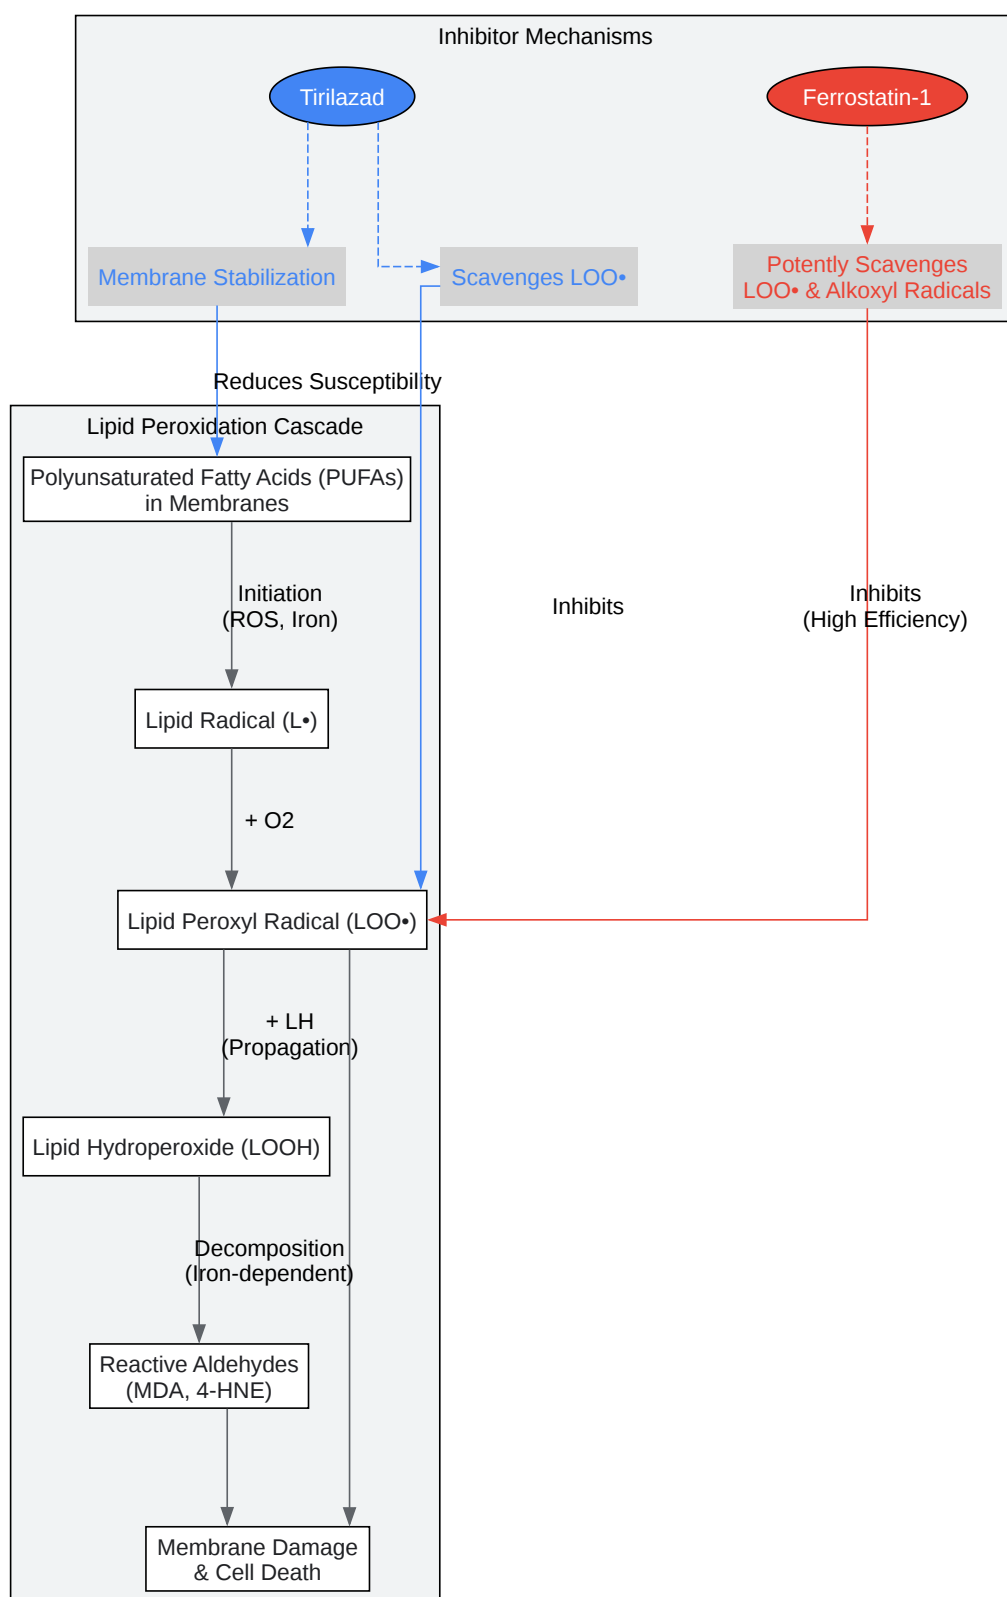 Inhibitor Mechanisms
Tirilazad
Ferrostatin-1
Membrane Stabilization
Scavenges LOO•
Potently Scavenges
LOO• & Alkoxyl Radicals
Reduces Susceptibility
Lipid Peroxidation Cascade
Polyunsaturated Fatty Acids (PUFAs)
in Membranes
Initiation
(ROS, Iron)
Inhibits
Inhibits
(High Efficiency)
Lipid Radical (L•)
+ O2
Lipid Peroxyl Radical (LOO•)
+ LH
(Propagation)
Lipid Hydroperoxide (LOOH)
Decomposition
(Iron-dependent)
Reactive Aldehydes
(MDA, 4-HNE)
Membrane Damage
& Cell Death